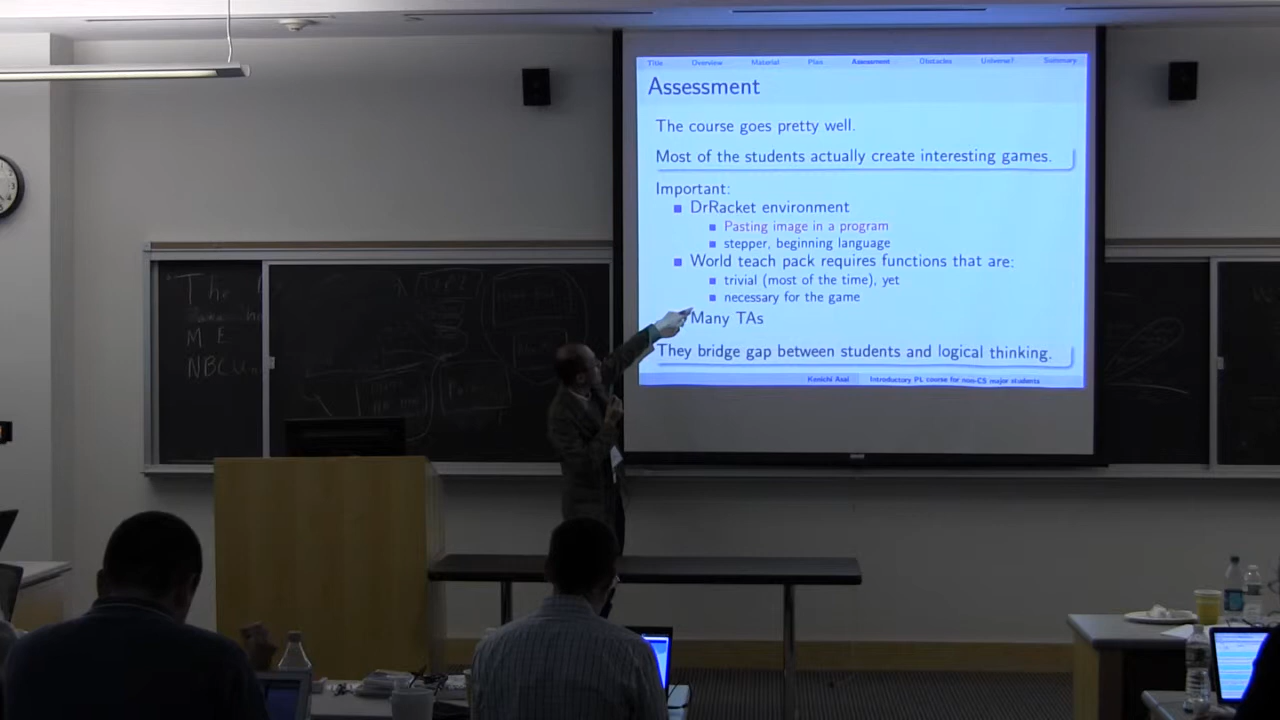 Title Overview Material Plan Assessment Obstacles Universe? Summary
Assessment
The course goes pretty well.
Most of the students actually create interesting games.
Important:
DrRacket environment
Pasting image in a program
stepper, beginning language
World teach pack requires functions that are:
trivial (most of the time), yet
necessary for the game
Many TAs
They bridge gap between students and logical thinking.
Kenichi Asai Introductory PL course for non-CS major students
The
M E